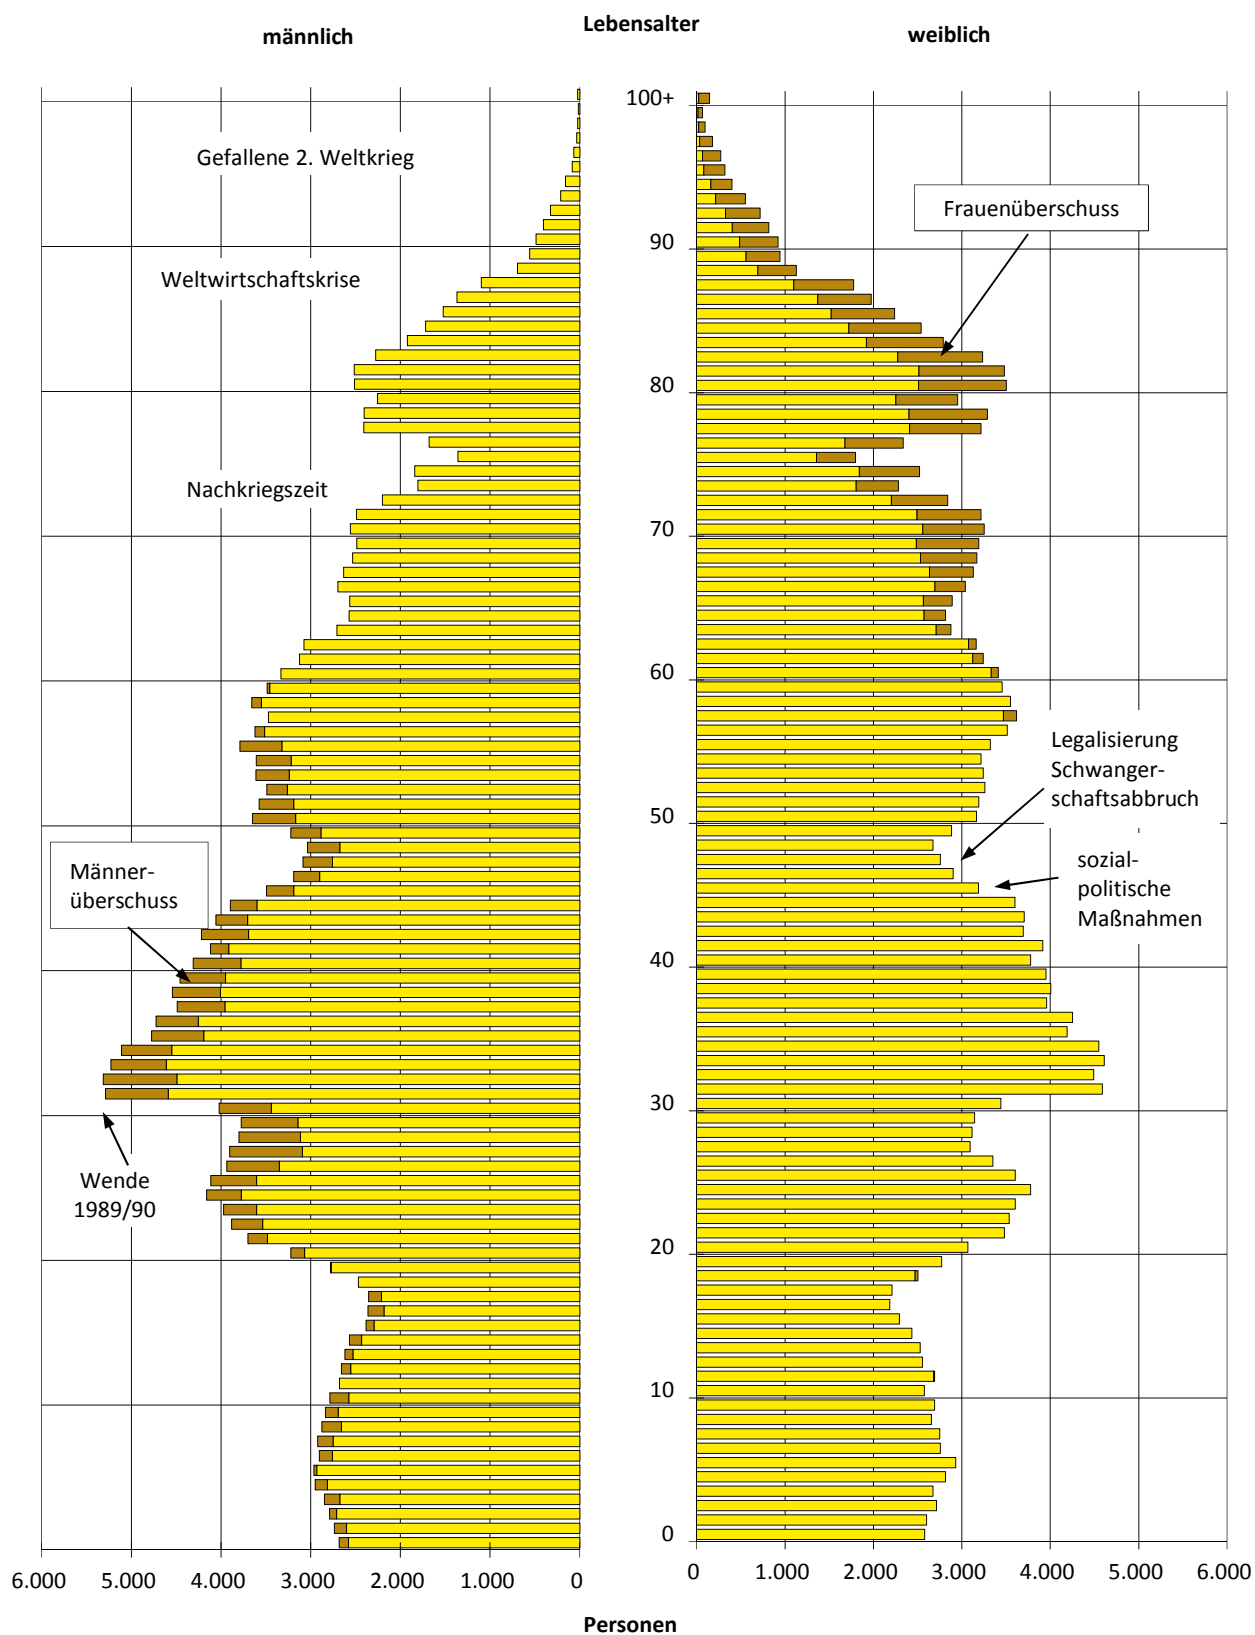 Lebensalter
männlich
weiblich
100+
Gefallene 2. Weltkrieg
Frauenüberschuss
90
Weltwirtschaftskrise
80
Nachkriegszeit
70
60
Legalisierung
Schwanger-
schaftsabbruch
50
Männer-
überschuss
sozial-
politische
Maßnahmen
40
30
Wende
1989/90
20
10
0
6.000 5.000 4.000 3.000 2.000 1.000 0
0 1.000 2.000 3.000 4.000 5.000 6.000
Personen